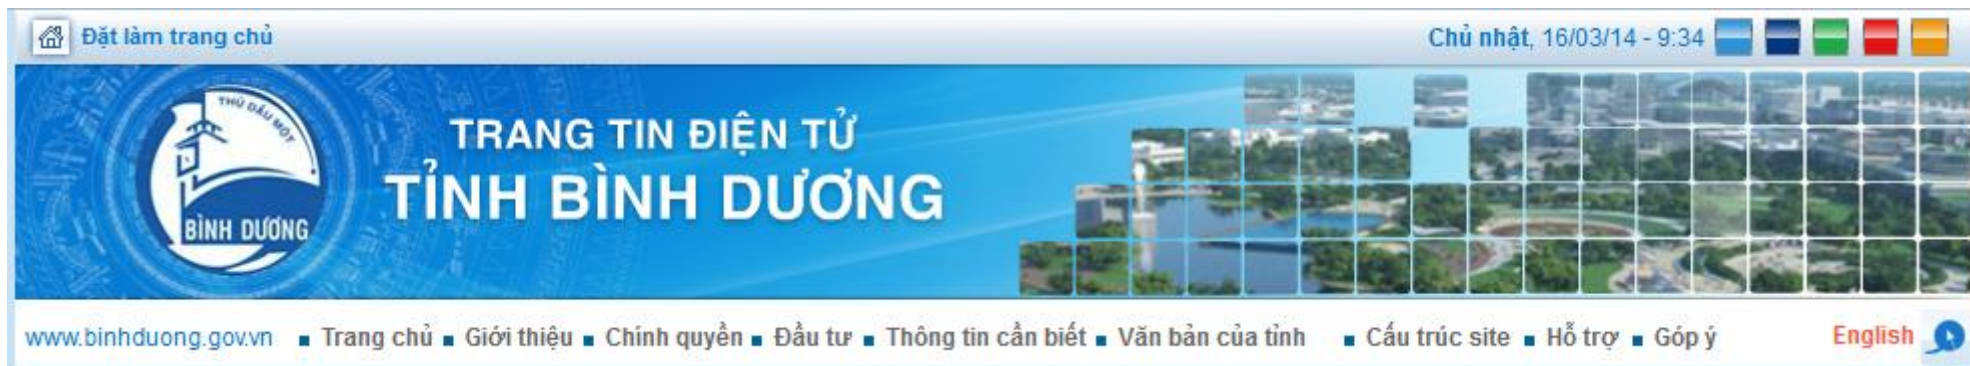 Đặt làm trang chủ
Chủ nhật, 16/03/14 - 9:34
THỦ DẦU MỘT
BÌNH DƯƠNG
TRANG TIN ĐIỆN TỬ
TỈNH BÌNH DƯƠNG
www.binhduong.gov.vn ▪ Trang chủ ▪ Giới thiệu ▪ Chính quyền ▪ Đầu tư ▪ Thông tin cần biết ▪ Văn bản của tỉnh ▪ Cấu trúc site ▪ Hỗ trợ ▪ Góp ý English